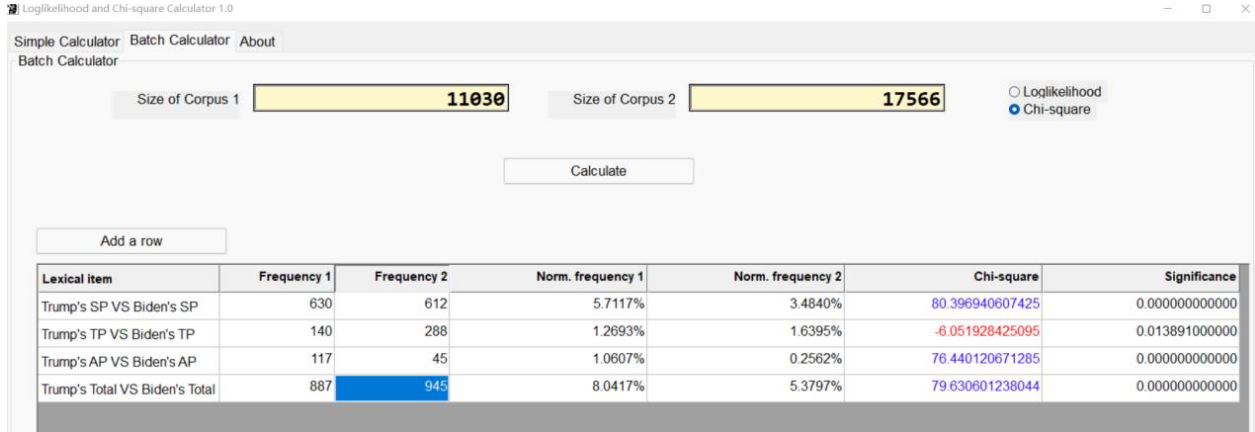 Loglikelihood and Chi-square Calculator 1.0
Simple Calculator Batch Calculator About
Batch Calculator
Size of Corpus 1 11030 Size of Corpus 2 17566 Loglikelihood
Chi-square
Calculate
Add a row
Lexical item Frequency 1 Frequency 2 Norm. frequency 1 Norm. frequency 2 Chi-square Significance
Trump's SP VS Biden's SP 630 612 5.7117% 3.4840% 80.396940607425 0.000000000000
Trump's TP VS Biden's TP 140 288 1.2693% 1.6395% -6.051928425095 0.013891000000
Trump's AP VS Biden's AP 117 45 1.0607% 0.2562% 76.440120671285 0.000000000000
Trump's Total VS Biden's Total 887 945 8.0417% 5.3797% 79.630601238044 0.000000000000